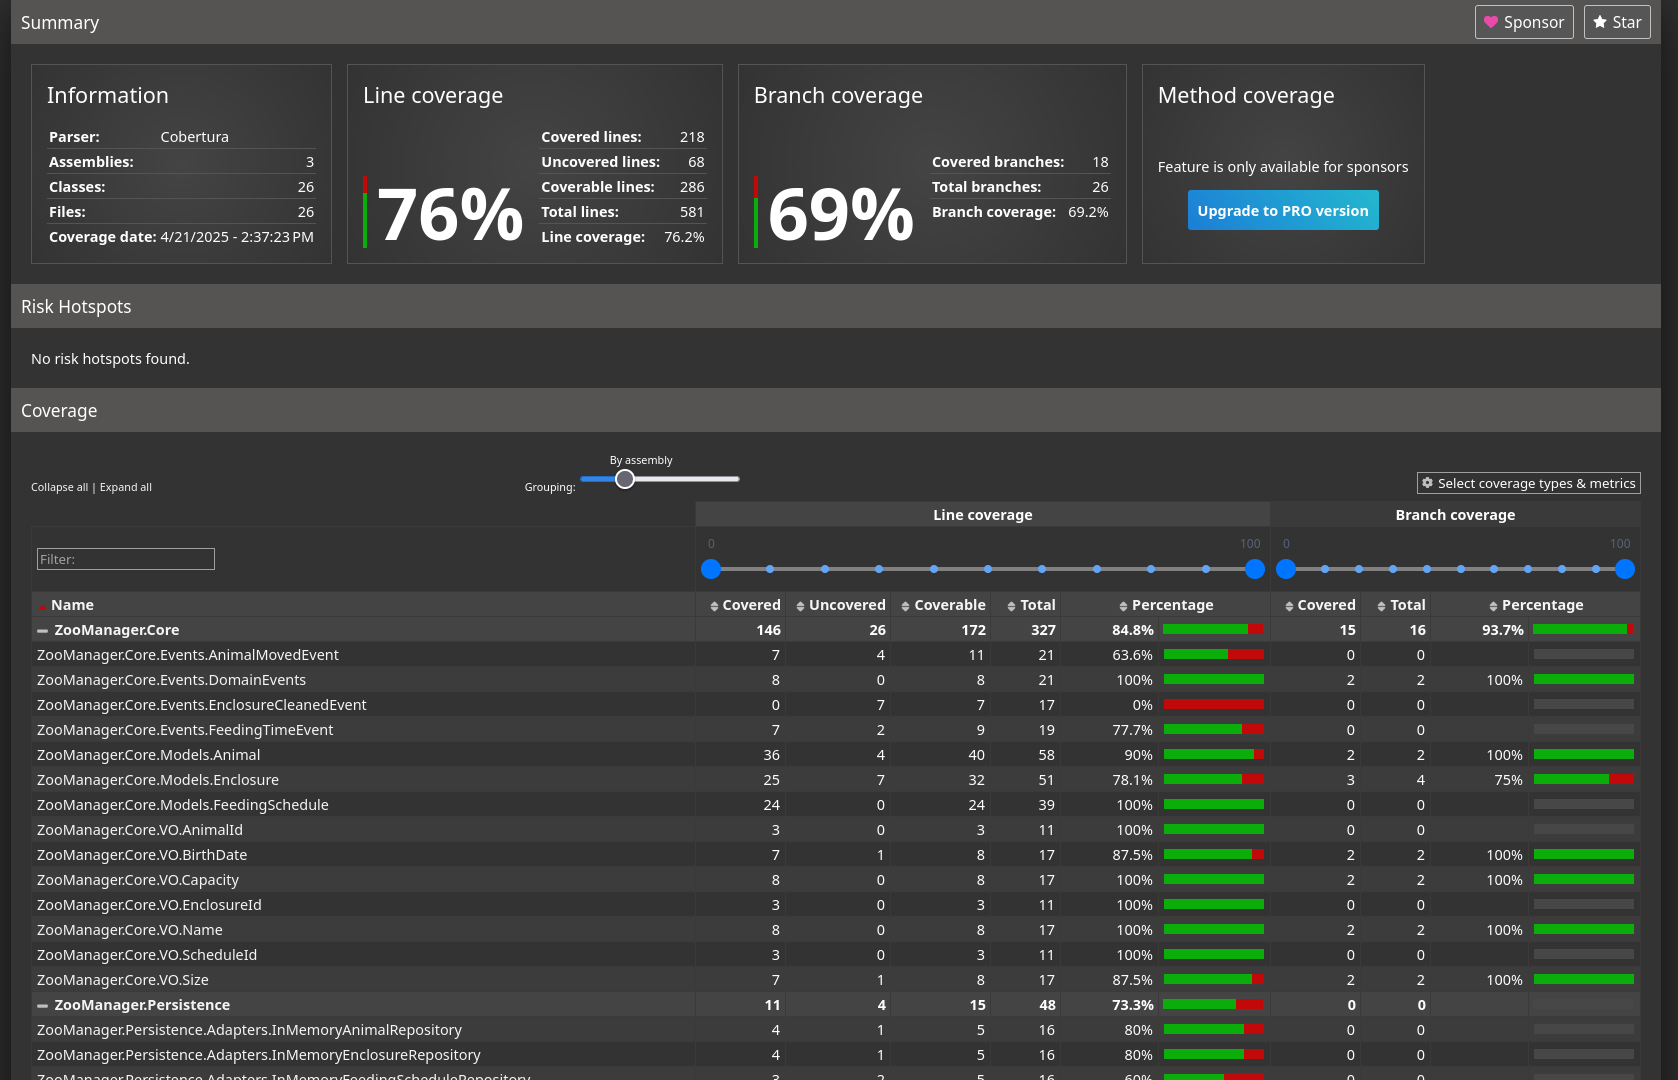 Summary
Sponsor
Star
Information
Parser: Cobertura
Assemblies: 3
Classes: 26
Files: 26
Coverage date: 4/21/2025 - 2:37:23 PM
Line coverage
76%
Covered lines: 218
Uncovered lines: 68
Coverable lines: 286
Total lines: 581
Line coverage: 76.2%
Branch coverage
69%
Covered branches: 18
Total branches: 26
Branch coverage: 69.2%
Method coverage
Feature is only available for sponsors
Upgrade to PRO version
Risk Hotspots
No risk hotspots found.
Coverage
Collapse all | Expand all
By assembly
Grouping:
Select coverage types & metrics
Line coverage Branch coverage
Filter: 0 100 0 100
Name Covered Uncovered Coverable Total Percentage Covered Total Percentage
ZooManager.Core 146 26 172 327 84.8% 15 16 93.7%
ZooManager.Core.Events.AnimalMovedEvent 7 4 11 21 63.6% 0 0
ZooManager.Core.Events.DomainEvents 8 0 8 21 100% 2 2 100%
ZooManager.Core.Events.EnclosureCleanedEvent 0 7 7 17 0% 0 0
ZooManager.Core.Events.FeedingTimeEvent 7 2 9 19 77.7% 0 0
ZooManager.Core.Models.Animal 36 4 40 58 90% 2 2 100%
ZooManager.Core.Models.Enclosure 25 7 32 51 78.1% 3 4 75%
ZooManager.Core.Models.FeedingSchedule 24 0 24 39 100% 0 0
ZooManager.Core.VO.AnimalId 3 0 3 11 100% 0 0
ZooManager.Core.VO.BirthDate 7 1 8 17 87.5% 2 2 100%
ZooManager.Core.VO.Capacity 8 0 8 17 100% 2 2 100%
ZooManager.Core.VO.EnclosureId 3 0 3 11 100% 0 0
ZooManager.Core.VO.Name 8 0 8 17 100% 2 2 100%
ZooManager.Core.VO.ScheduleId 3 0 3 11 100% 0 0
ZooManager.Core.VO.Size 7 1 8 17 87.5% 2 2 100%
ZooManager.Persistence 11 4 15 48 73.3% 0 0
ZooManager.Persistence.Adapters.InMemoryAnimalRepository 4 1 5 16 80% 0 0
ZooManager.Persistence.Adapters.InMemoryEnclosureRepository 4 1 5 16 80% 0 0
ZooManager.Persistence.Adapters.InMemoryFeedingScheduleRepository 3 2 5 16 60% 0 0